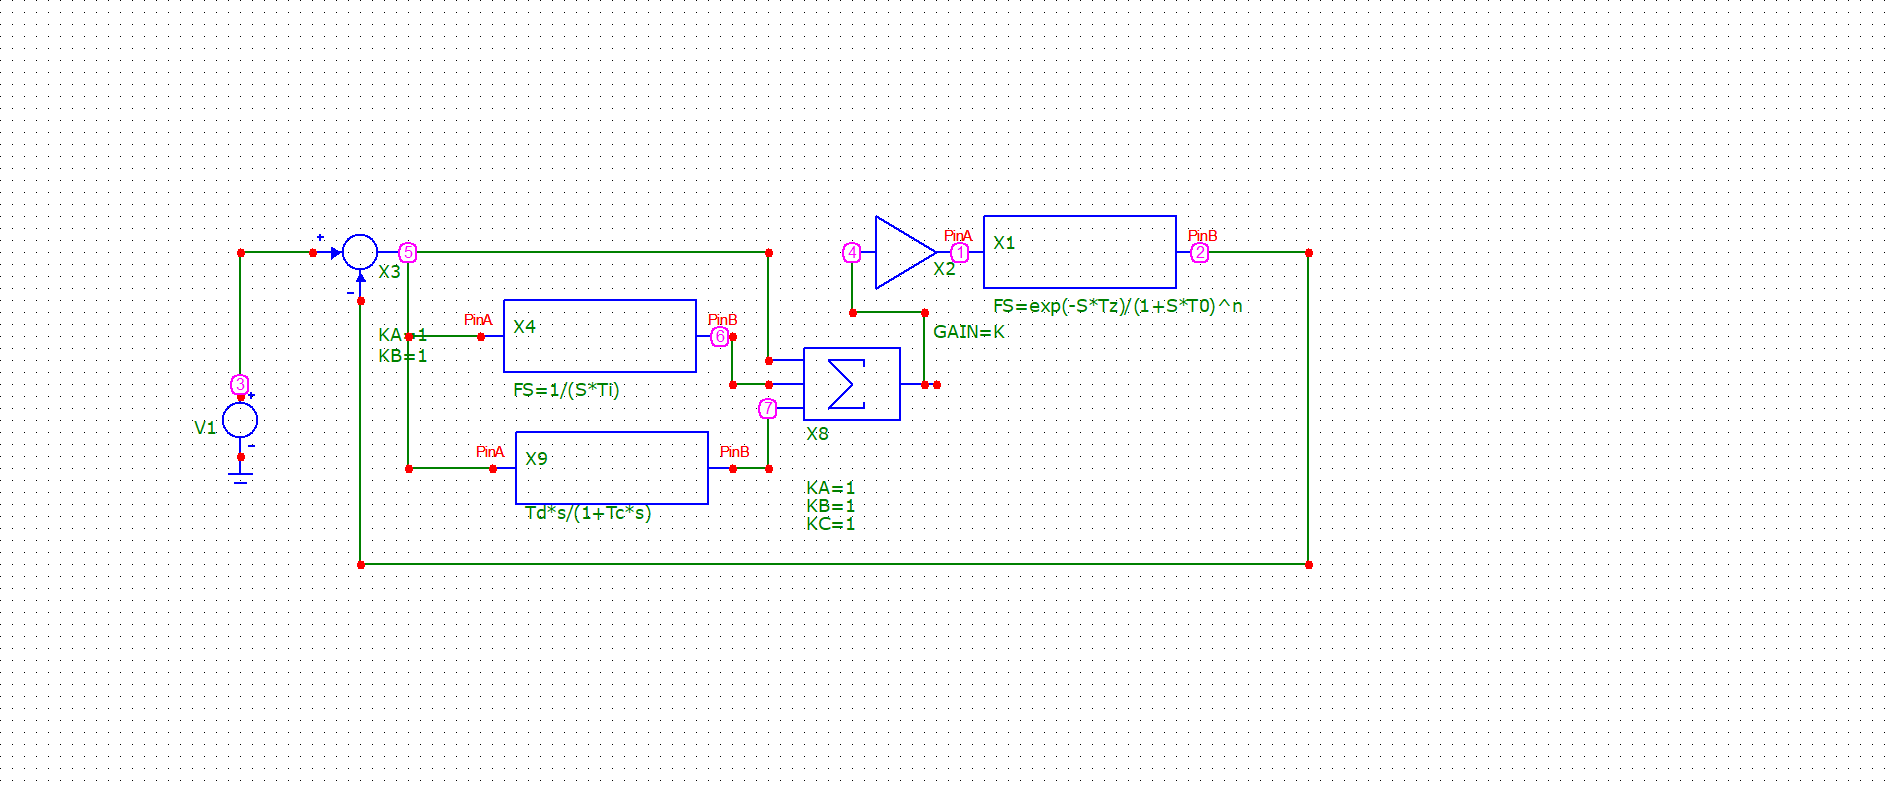 +
5
X3
-
KA=1
KB=1
3
+
V1
-
PinA
X4
PinB
6
FS=1/(S*Ti)
PinA
X9
PinB
Td*s/(1+Tc*s)
7
X8
KA=1
KB=1
KC=1
4
X2
GAIN=K
PinA
1
X1
PinB
2
FS=exp(-S*Tz)/(1+S*T0)^n